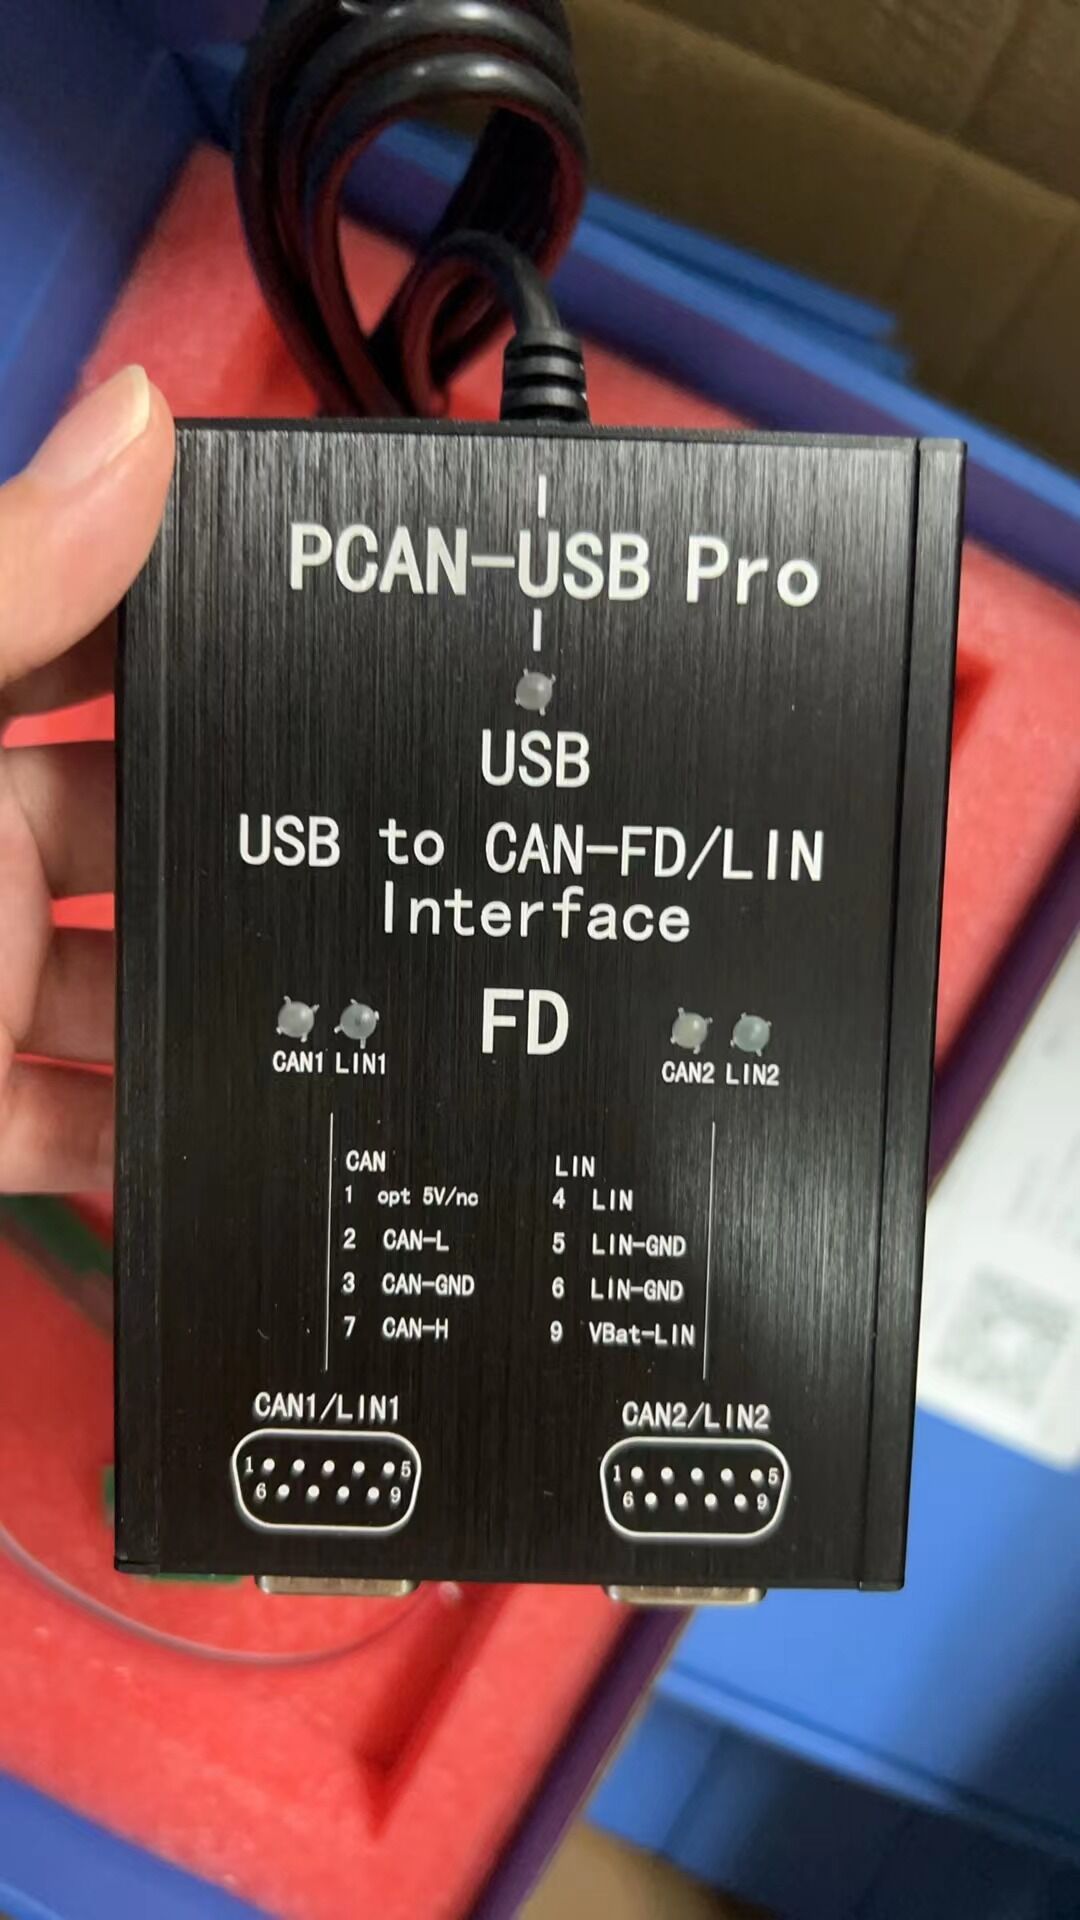 PCAN-USB Pro
USB
USB to CAN-FD/LIN
Interface
FD
CAN1 LIN1
CAN2 LIN2
CAN LIN
1 opt 5V/nc 4 LIN
2 CAN-L 5 LIN-GND
3 CAN-GND 6 LIN-GND
7 CAN-H 9 VBat-LIN
CAN1/LIN1 CAN2/LIN2
1 5 1 5
6 9 6 9